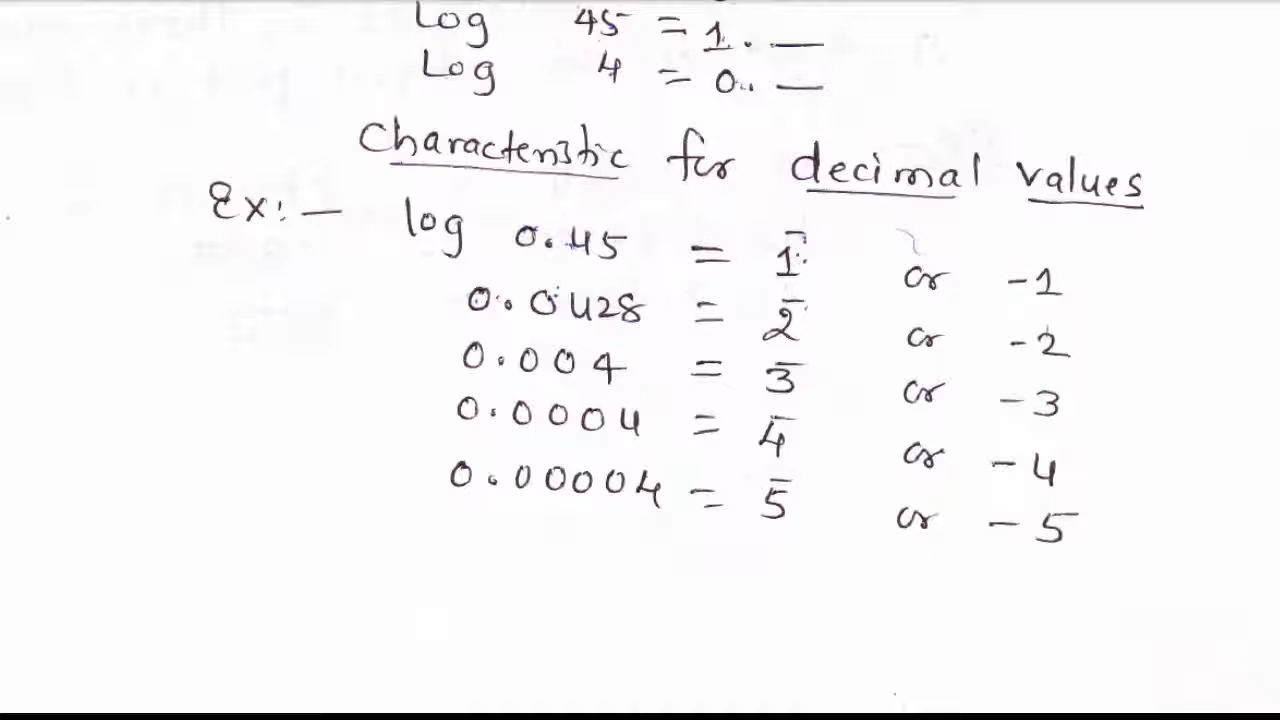 Log 45 = 1. —
Log 4 = 0.. —
Characteristic for decimal values
Ex:- log 0.45 = 1̅. or -1
0.0428 = 2̅ or -2
0.004 = 3̅ or -3
0.0004 = 4̅ or -4
0.00004 = 5̅ or -5